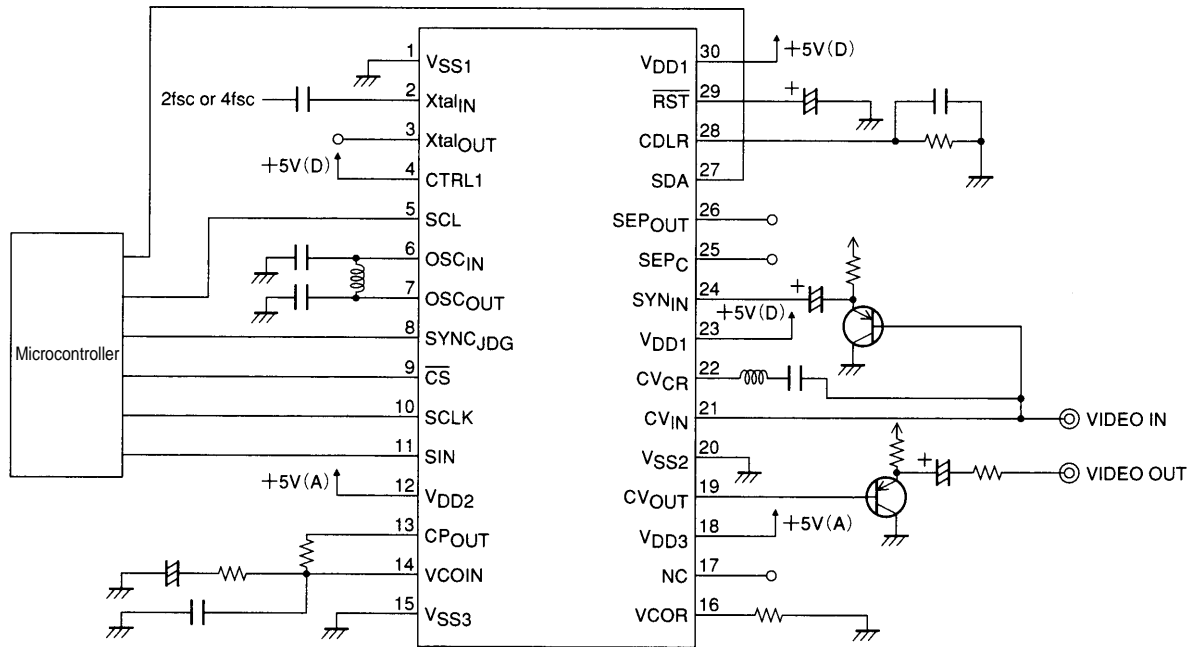 1 VSS1
2fsc or 4fsc 2 XtalIN
3 XtalOUT
+5V(D) 4 CTRL1
5 SCL
6 OSCIN
7 OSCOUT
8 SYNCJDG
Microcontroller
9 CS
10 SCLK
11 SIN
+5V(A) 12 VDD2
13 CPOUT
14 VCOIN
15 VSS3
VDD1 30 +5V(D)
RST 29 +
CDLR 28
SDA 27
SEPOUT 26
SEPC 25
SYNIN 24 +
VDD1 23 +5V(D)
CVCR 22
CVIN 21 VIDEO IN
VSS2 20
+ VIDEO OUT
CVOUT 19
VDD3 18 +5V(A)
NC 17
VCOR 16